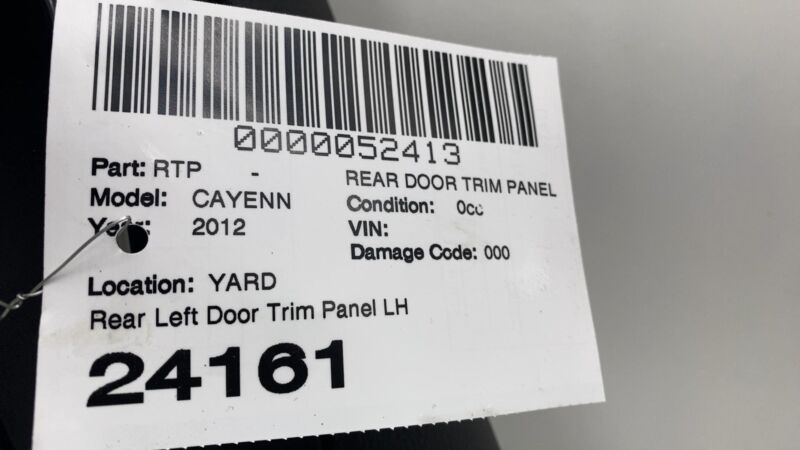 0000052413
Part: RTP - REAR DOOR TRIM PANEL
Model: CAYENN Condition:
2012 VIN:
Damage Code: 000
Location: YARD
Rear Left Door Trim Panel LH
24161